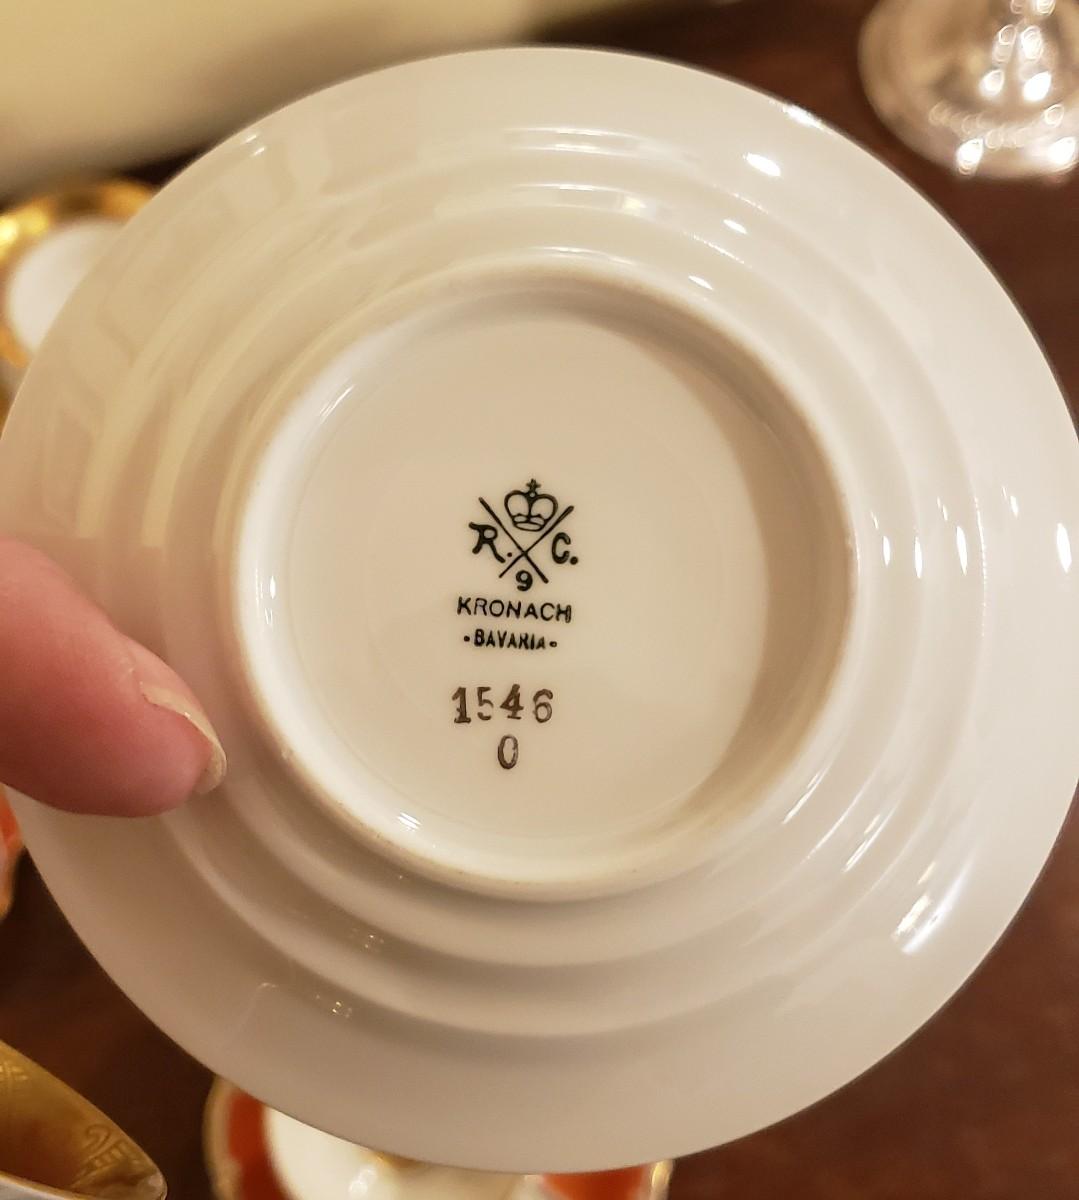 R. C.
9
KRONACH
-BAVARIA-
1546
0